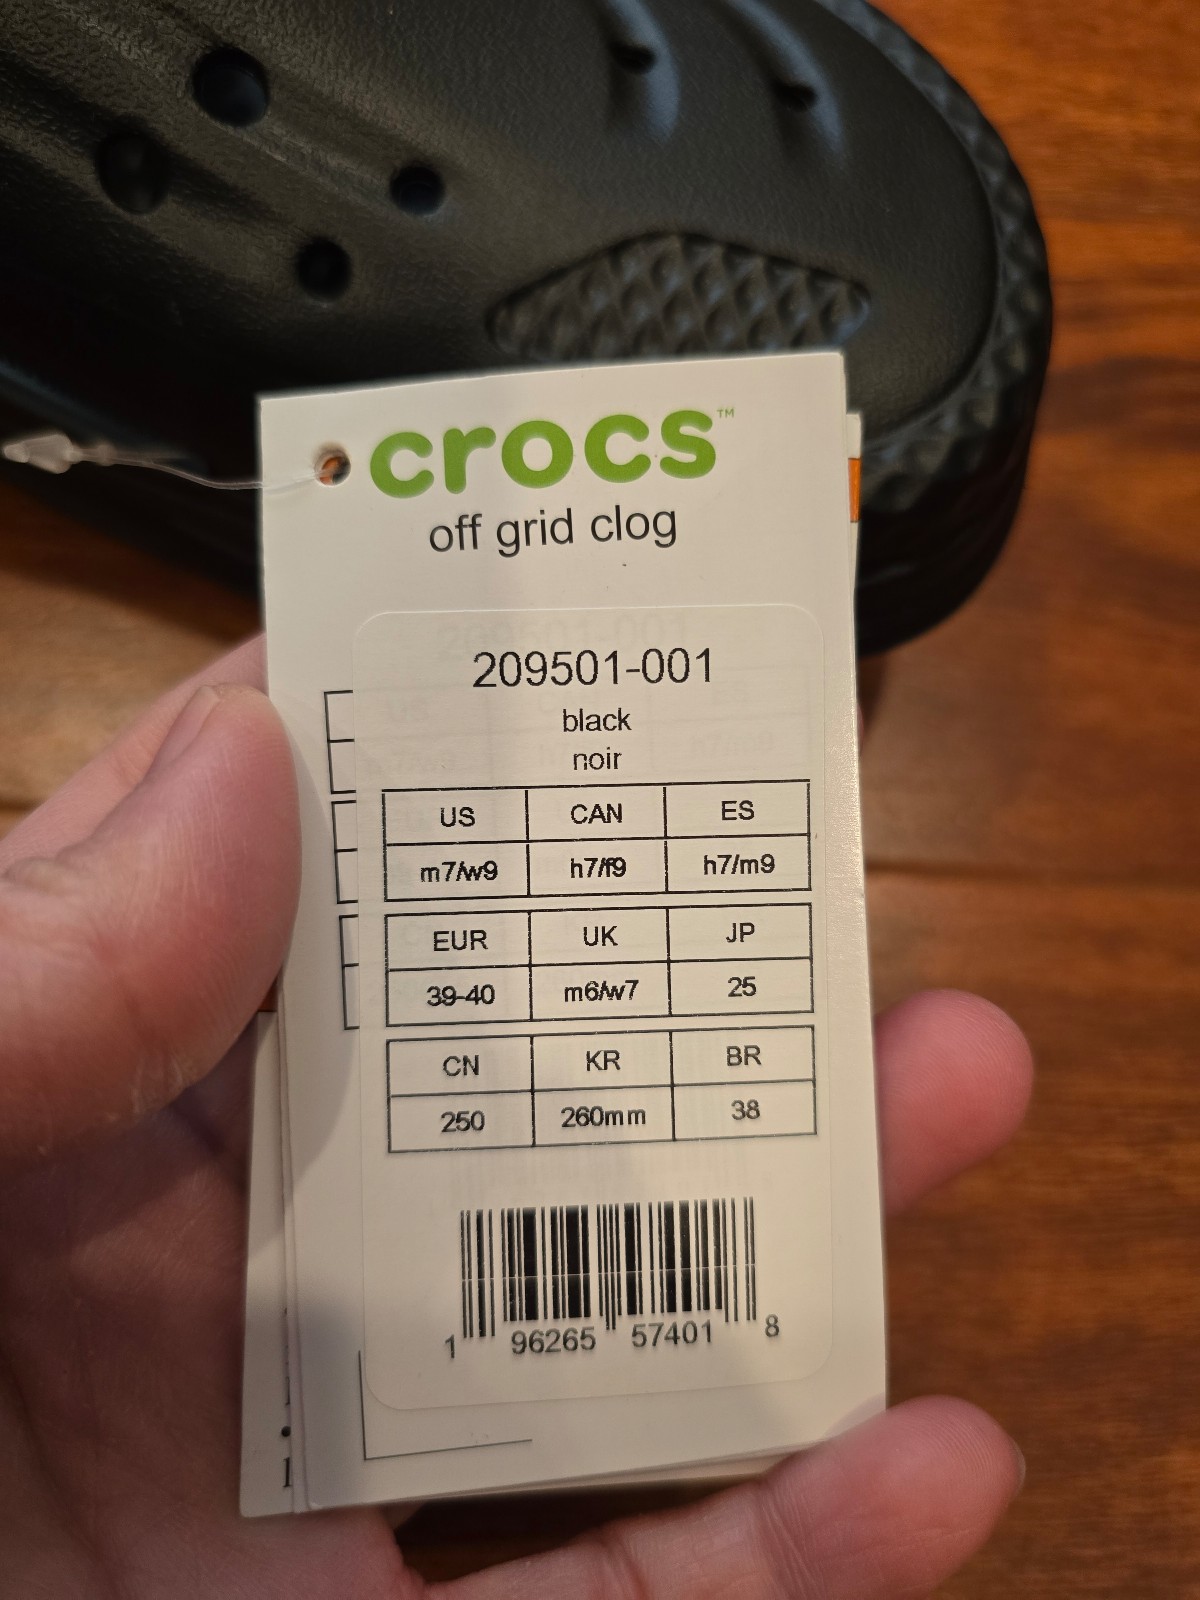 crocs™
off grid clog
209501-001
black
noir
US CAN ES
m7/w9 h7/f9 h7/m9
EUR UK JP
39-40 m6/w7 25
CN KR BR
250 260mm 38
1 96265 57401 8